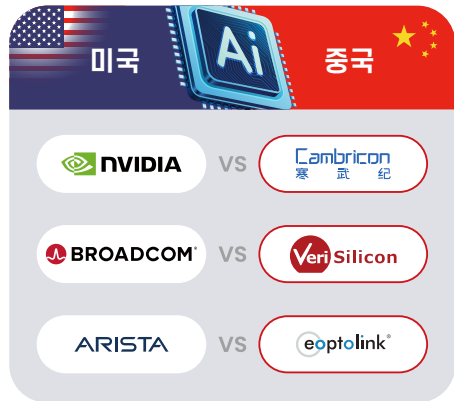 미국 Ai 중국
NVIDIA VS Cambricon
寒 武 纪
BROADCOM® VS VeriSilicon
ARISTA VS eoptolink®